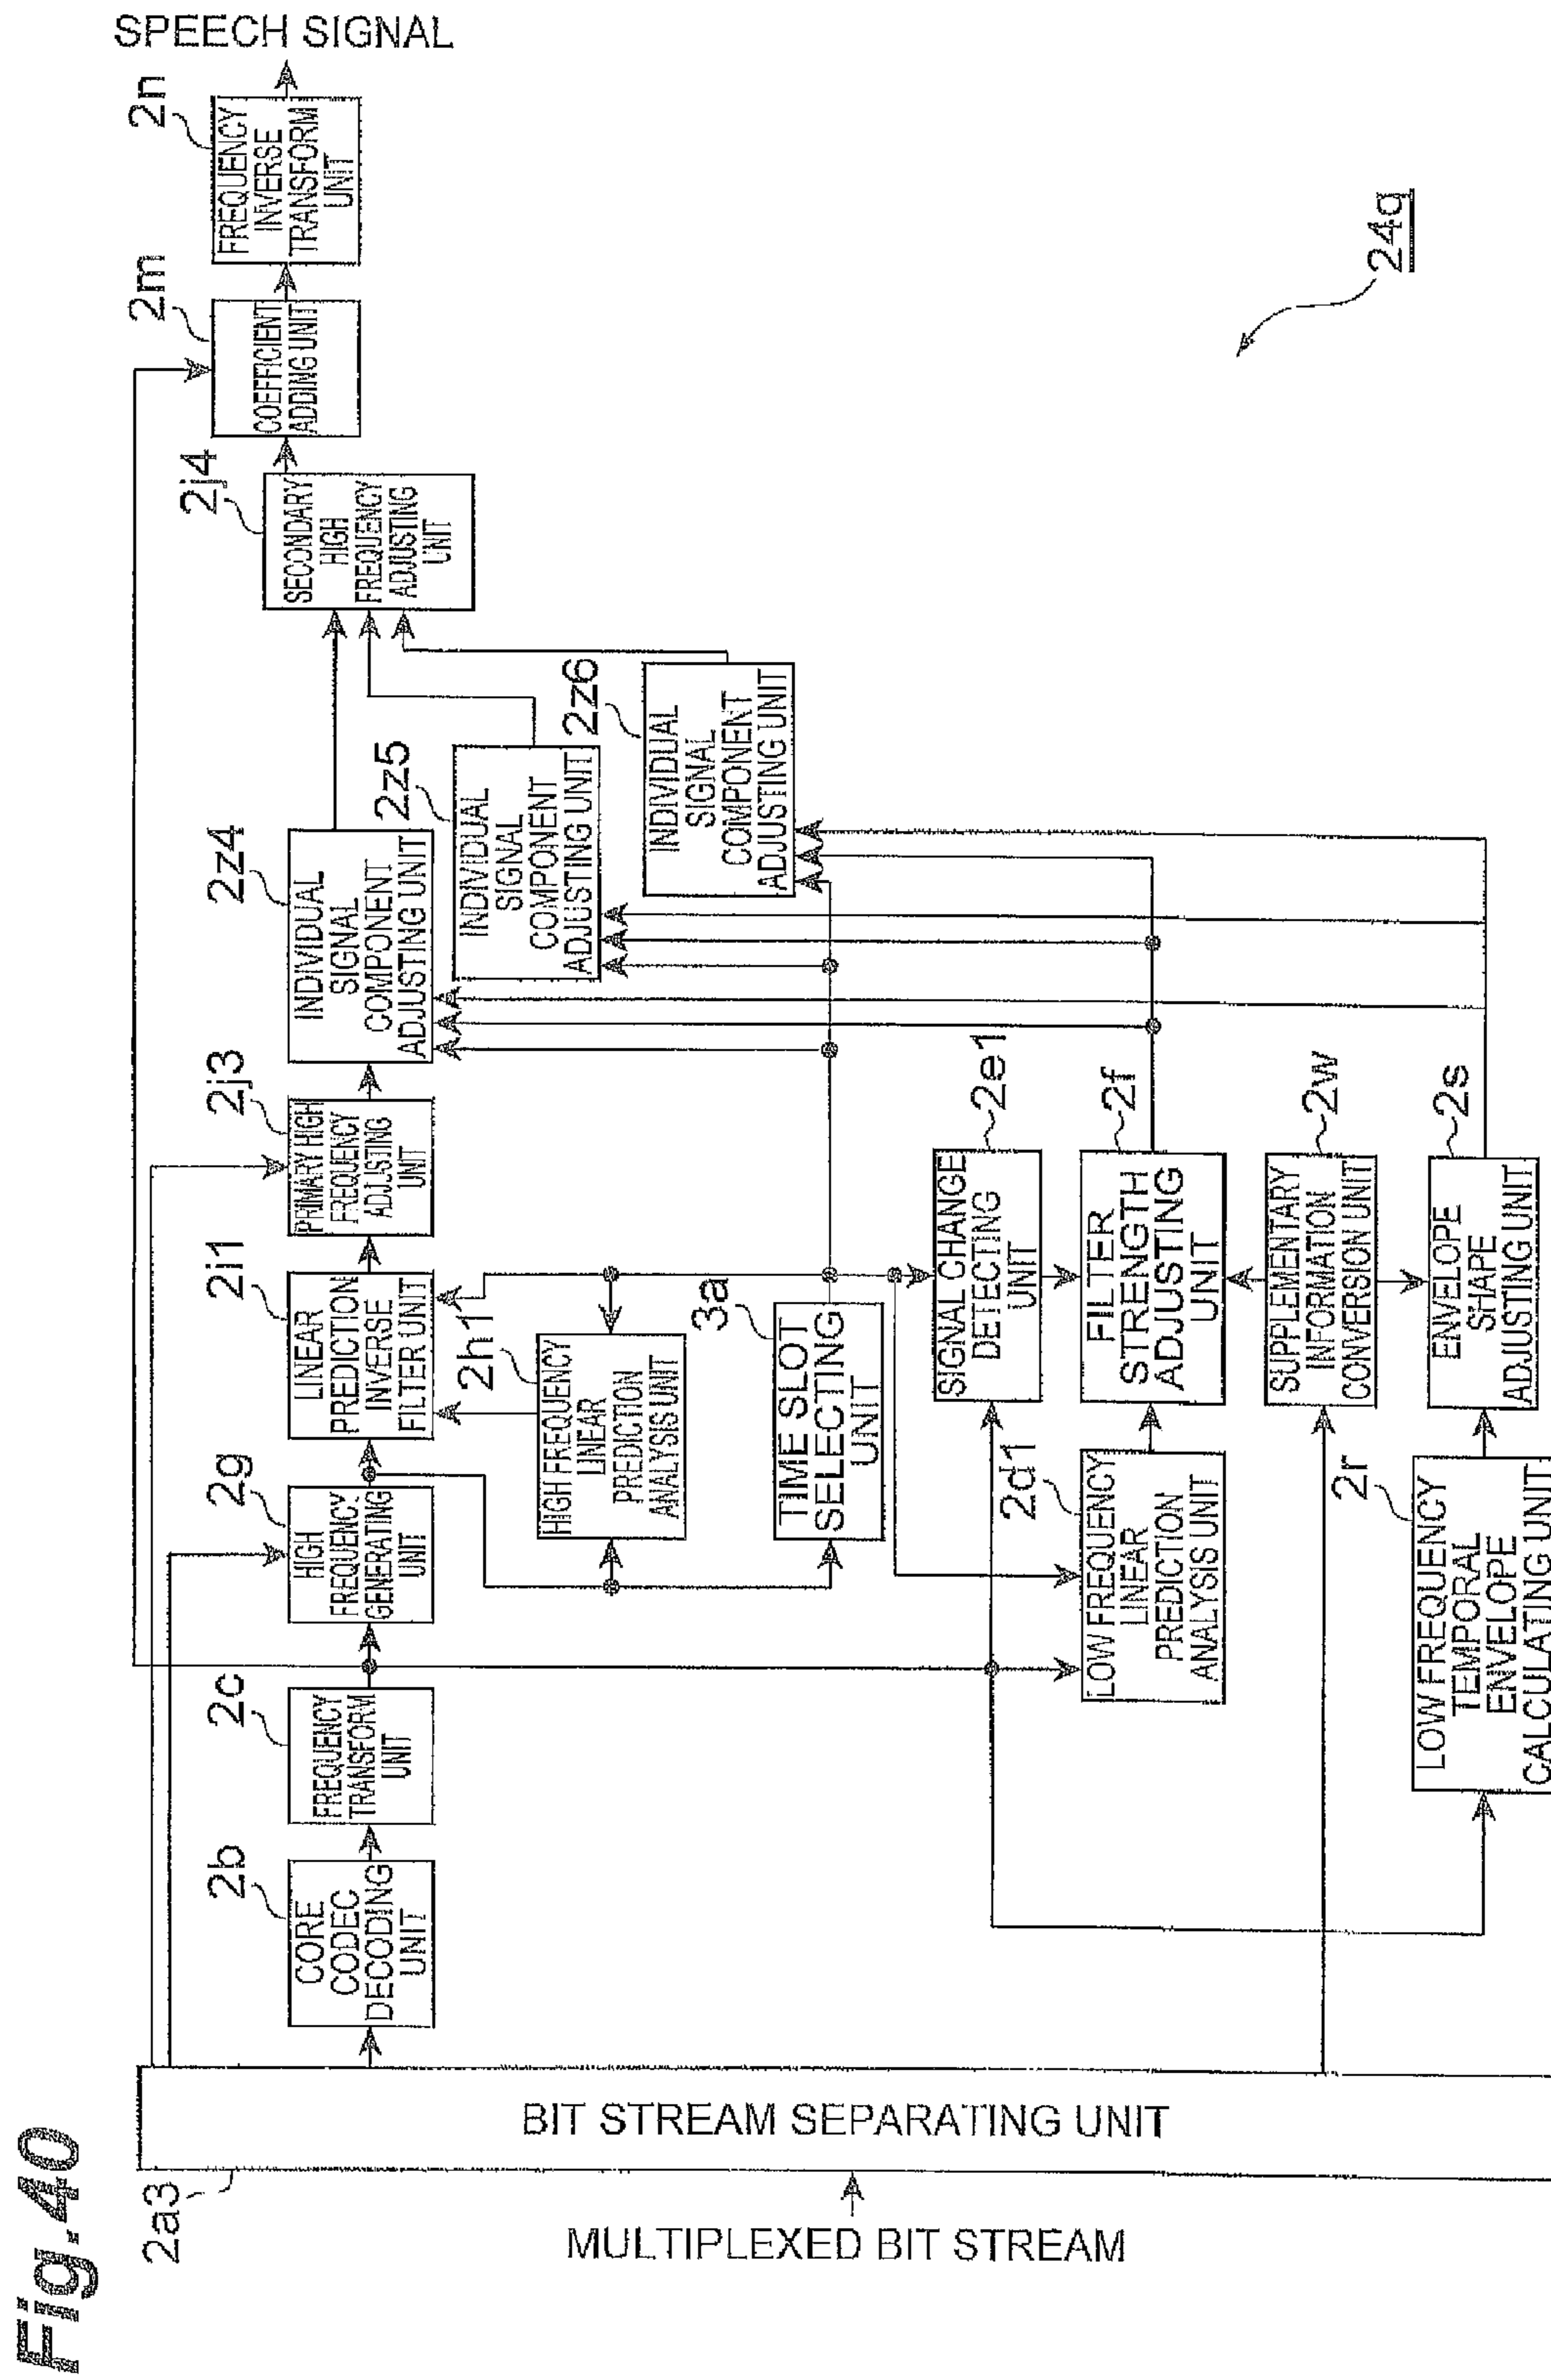 Fig.40
MULTIPLEXED BIT STREAM
2a3
BIT STREAM SEPARATING UNIT
2b
CORE
CODEC
DECODING
UNIT
2c
FREQUENCY
TRANSFORM
UNIT
2g
HIGH
FREQUENCY
GENERATING
UNIT
2i1
LINEAR
PREDICTION
INVERSE
FILTER UNIT
2j3
PRIMARY HIGH
FREQUENCY
ADJUSTING
UNIT
2z4
INDIVIDUAL
SIGNAL
COMPONENT
ADJUSTING UNIT
2z5
INDIVIDUAL
SIGNAL
COMPONENT
ADJUSTING UNIT
2z6
INDIVIDUAL
SIGNAL
COMPONENT
ADJUSTING UNIT
2j4
SECONDARY
HIGH
FREQUENCY
ADJUSTING
UNIT
2m
COEFFICIENT
ADDING UNIT
2n
FREQUENCY
INVERSE
TRANSFORM
UNIT
SPEECH SIGNAL
2h1
HIGH FREQUENCY
LINEAR
PREDICTION
ANALYSIS UNIT
3a
TIME SLOT
SELECTING
UNIT
2e1
SIGNAL CHANGE
DETECTING
UNIT
2d1
LOW FREQUENCY
LINEAR
PREDICTION
ANALYSIS UNIT
2f
FILTER
STRENGTH
ADJUSTING
UNIT
2w
SUPPLEMENTARY
INFORMATION
CONVERSION UNIT
2r
LOW FREQUENCY
TEMPORAL
ENVELOPE
CALCULATING UNIT
2s
ENVELOPE
SHAPE
ADJUSTING UNIT
24q